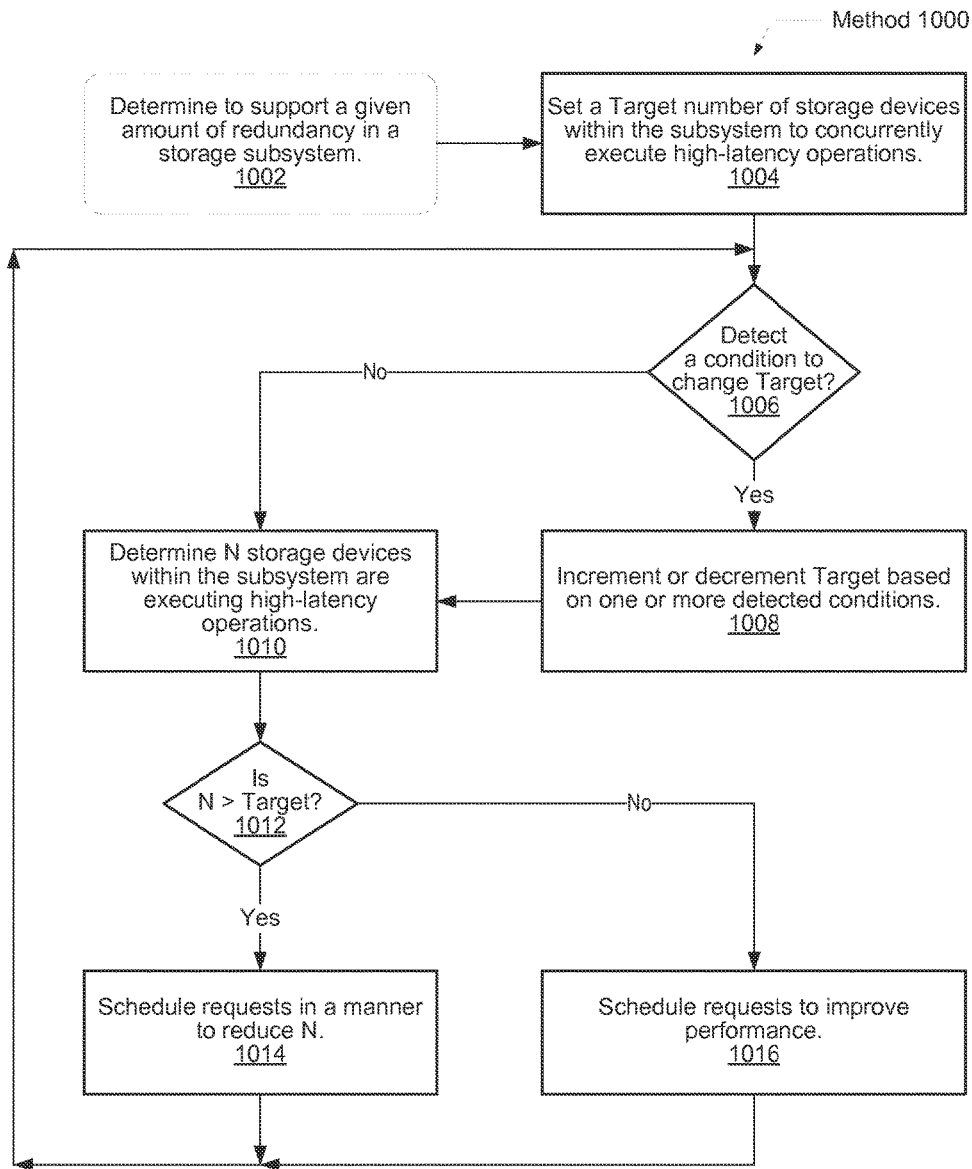 Method 1000
Determine to support a given
amount of redundancy in a
storage subsystem.
1002
Set a Target number of storage devices
within the subsystem to concurrently
execute high-latency operations.
1004
Detect
a condition to
change Target?
1006
No
Yes
Determine N storage devices
within the subsystem are
executing high-latency
operations.
1010
Increment or decrement Target based
on one or more detected conditions.
1008
Is
N > Target?
1012
No
Yes
Schedule requests in a manner
to reduce N.
1014
Schedule requests to improve
performance.
1016